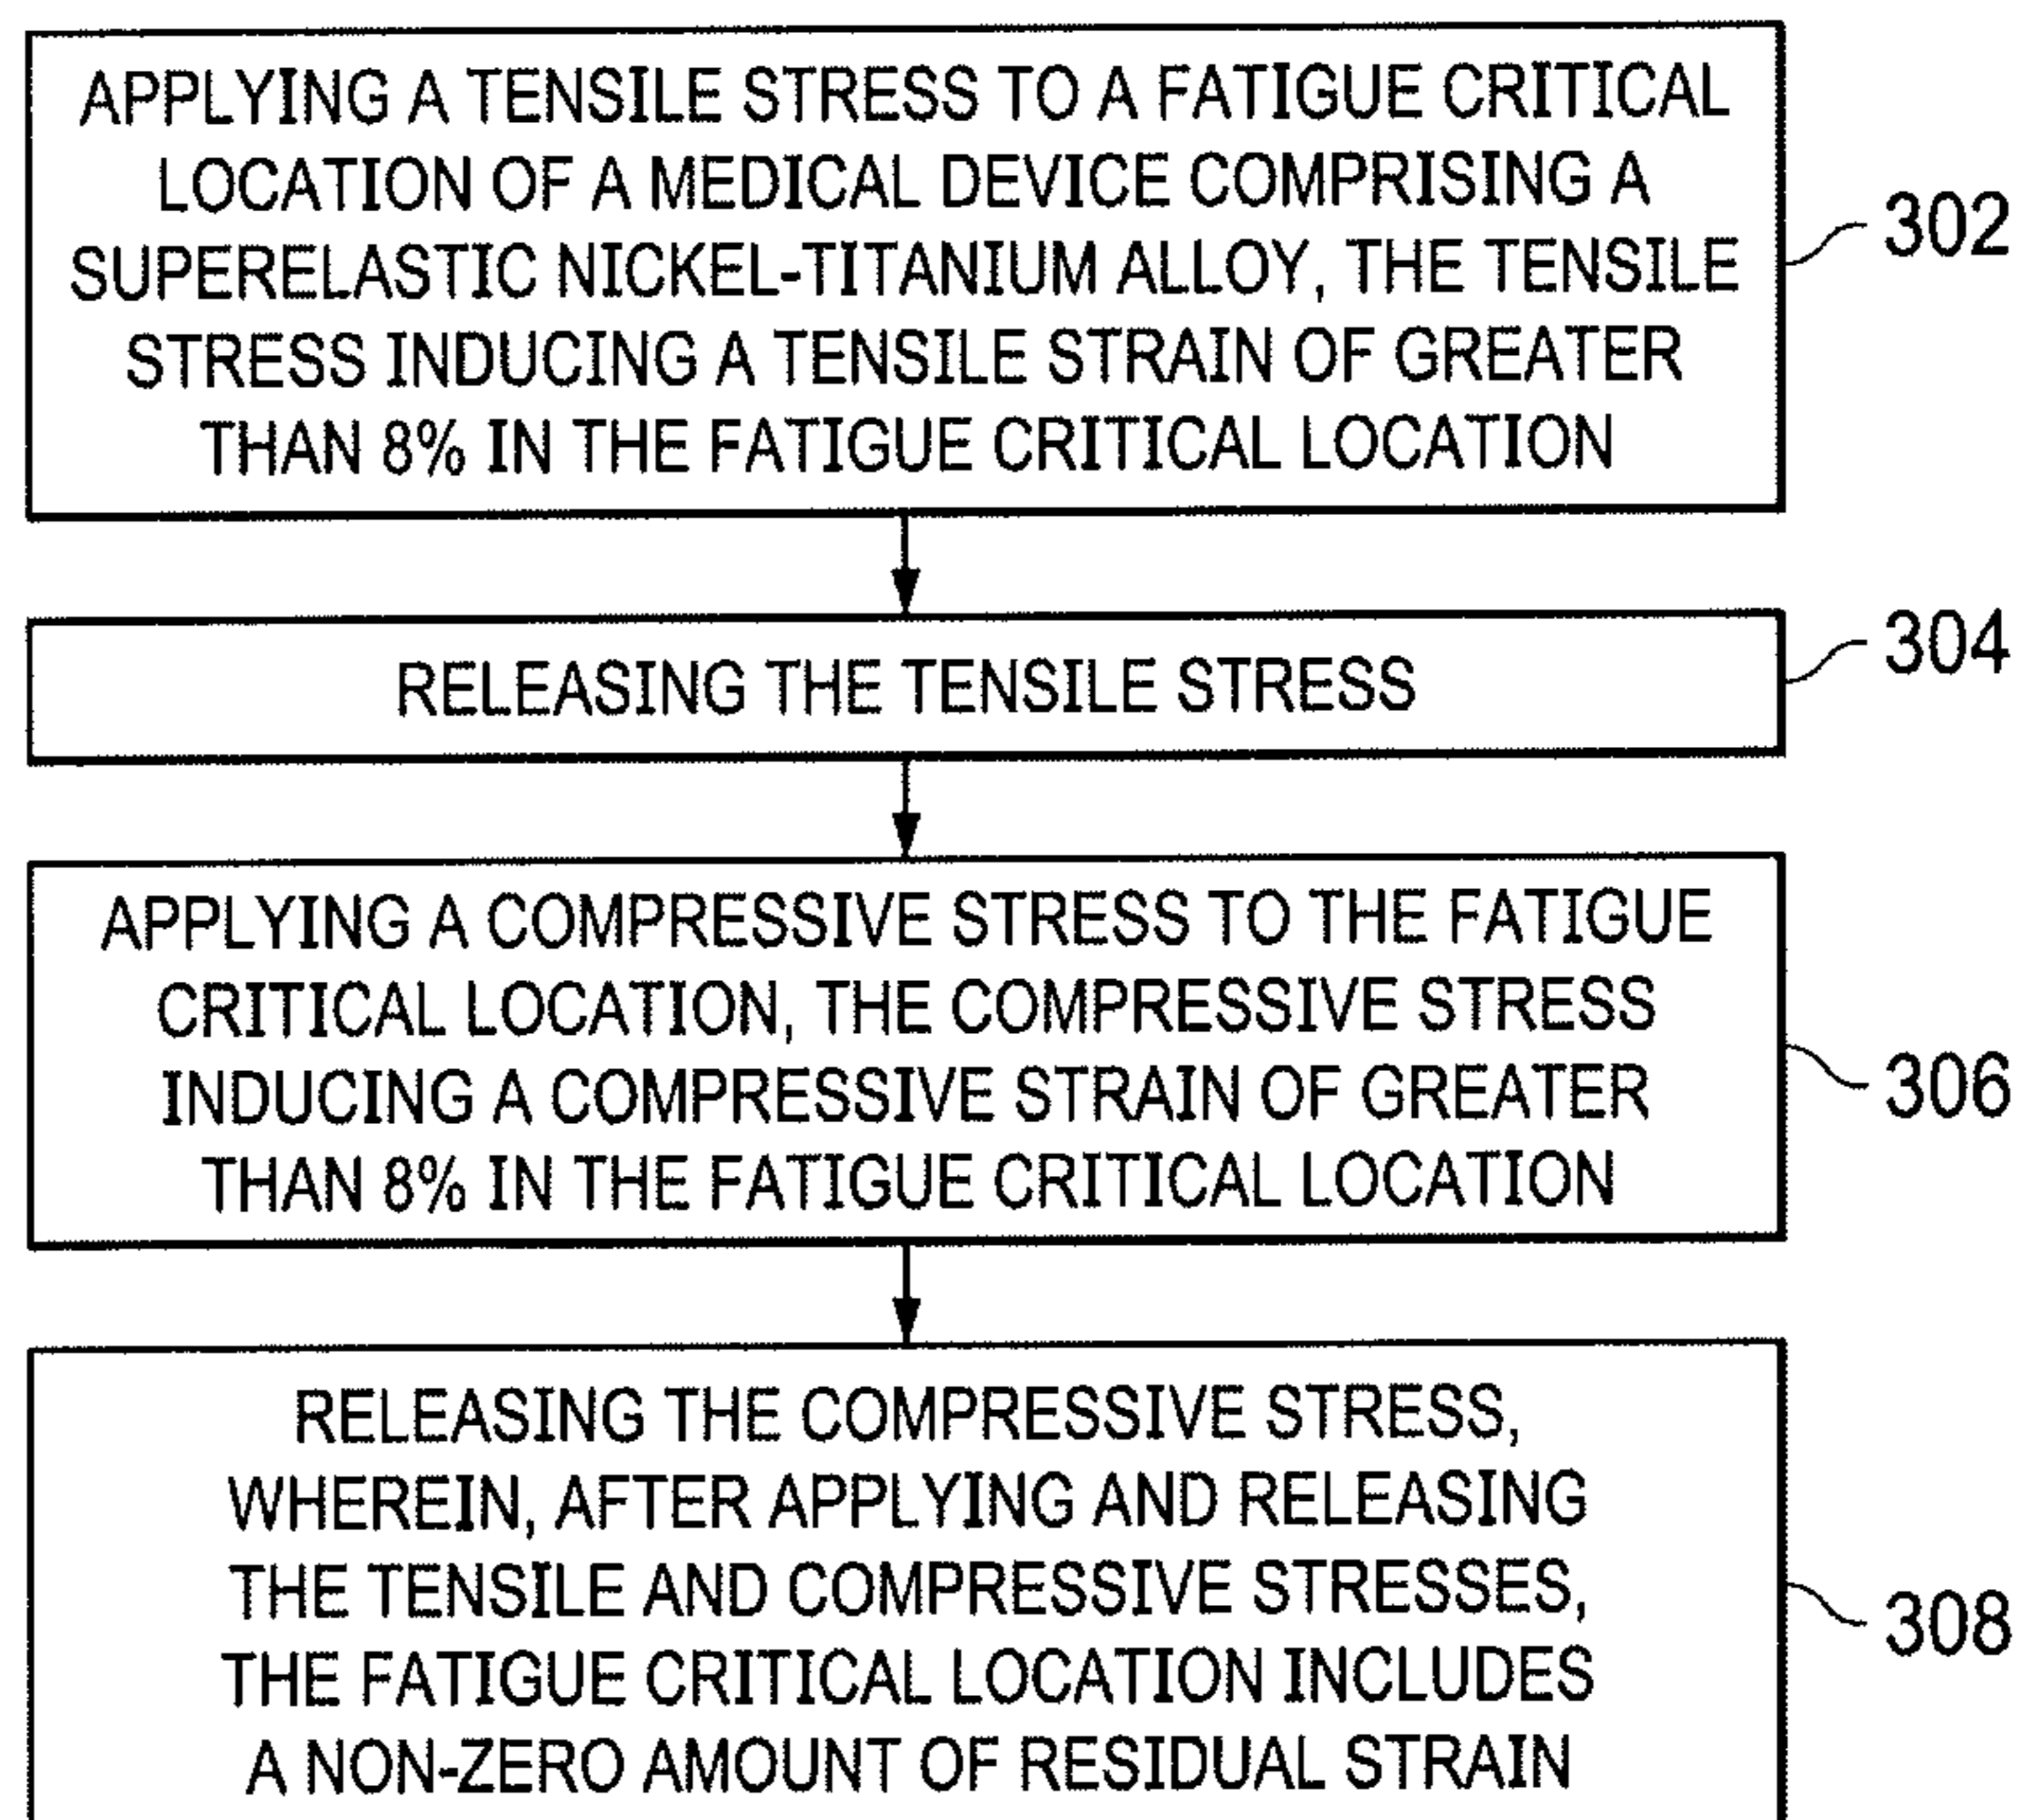 APPLYING A TENSILE STRESS TO A FATIGUE CRITICAL
LOCATION OF A MEDICAL DEVICE COMPRISING A
SUPERELASTIC NICKEL-TITANIUM ALLOY, THE TENSILE
STRESS INDUCING A TENSILE STRAIN OF GREATER
THAN 8% IN THE FATIGUE CRITICAL LOCATION
302
RELEASING THE TENSILE STRESS
304
APPLYING A COMPRESSIVE STRESS TO THE FATIGUE
CRITICAL LOCATION, THE COMPRESSIVE STRESS
INDUCING A COMPRESSIVE STRAIN OF GREATER
THAN 8% IN THE FATIGUE CRITICAL LOCATION
306
RELEASING THE COMPRESSIVE STRESS,
WHEREIN, AFTER APPLYING AND RELEASING
THE TENSILE AND COMPRESSIVE STRESSES,
THE FATIGUE CRITICAL LOCATION INCLUDES
A NON-ZERO AMOUNT OF RESIDUAL STRAIN
308